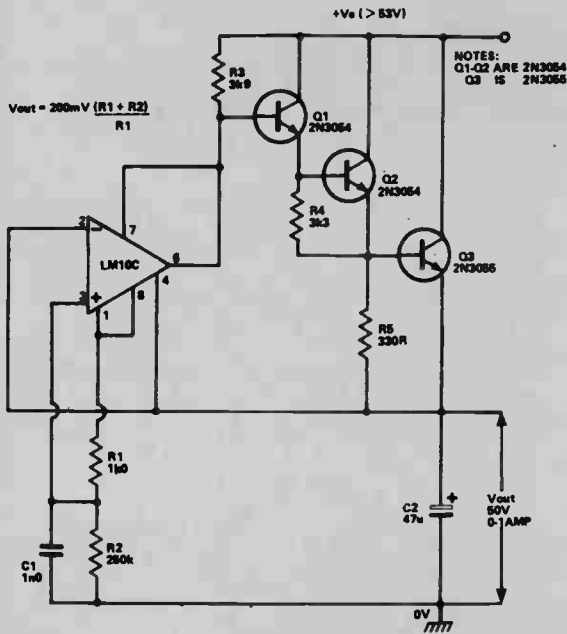 +Vs (>53V)
NOTES:
Q1-Q2 ARE 2N3054
Q3 IS 2N3055
R3
3k9
Vout = 200mV (R1 + R2)
R1
Q1
2N3054
Q2
2N3054
R4
3k3
Q3
2N3055
2
7
LM10C
6
4
3
8
1
R5
330R
R1
1k0
C2
47u
+
Vout
50V
0-1AMP
C1
1n0
R2
250k
0V